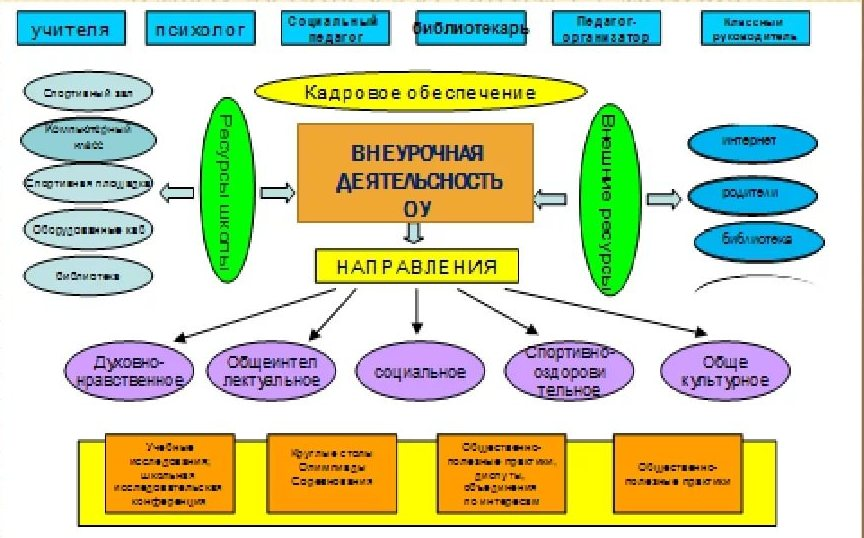 учителя
психолог
Социальный
педагог
библиотекарь
Педагог-
организатор
Классный
руководитель
Кадровое обеспечение
Спортивный зал
Компьютерный
класс
Спортивная площадка
Оборудованные каб
библиотека
Ресурсы школы
ВНЕУРОЧНАЯ
ДЕЯТЕЛЬСНОСТЬ
ОУ
Внешние ресурсы
интернет
родители
библиотека
НАПРАВЛЕНИЯ
Духовно-
нравственное
Общеинтел
лектуальное
социальное
Спортивно-
оздорови
тельное
Обще
культурное
Учебные
исследования,
школьная
исследовательская
конференция
Круглые столы
Олимпиады
Соревнования
Общественно-
полезные практики,
диспуты,
объединения
по интересам
Общественно-
полезные практики